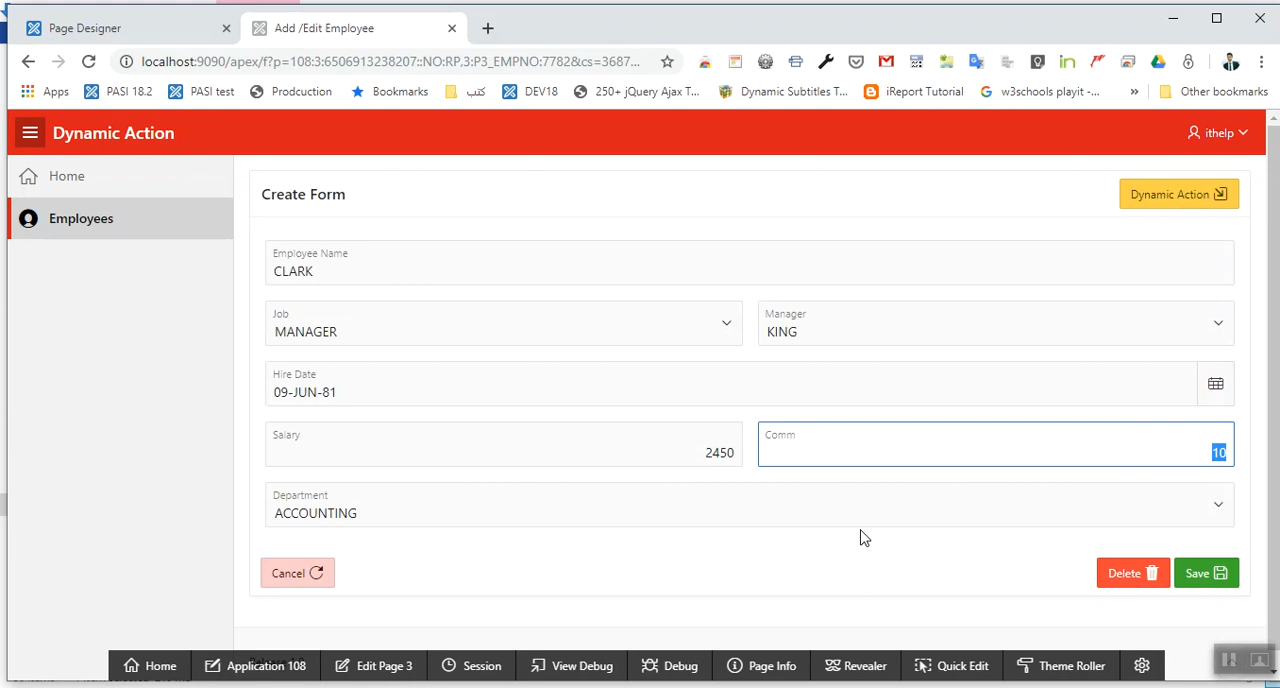 Page Designer
Add /Edit Employee
localhost:9090/apex/f?p=108:3:6506913238907::NO:RP,3:P3_EMPNO:7782&cs=3687...
Apps
PASI 18.2
PASI test
Prodcuction
Bookmarks
كتب
DEV18
250+ jQuery Ajax T...
Dynamic Subtitles T...
iReport Tutorial
w3schools playit -...
»
Other bookmarks
Dynamic Action
ithelp
Home
Employees
Create Form
Dynamic Action
Employee Name
CLARK
Job
MANAGER
Manager
KING
Hire Date
09-JUN-81
Salary
2450
Comm
10
Department
ACCOUNTING
Cancel
Delete
Save
Home
Application 108
Edit Page 3
Session
View Debug
Debug
Page Info
Revealer
Quick Edit
Theme Roller